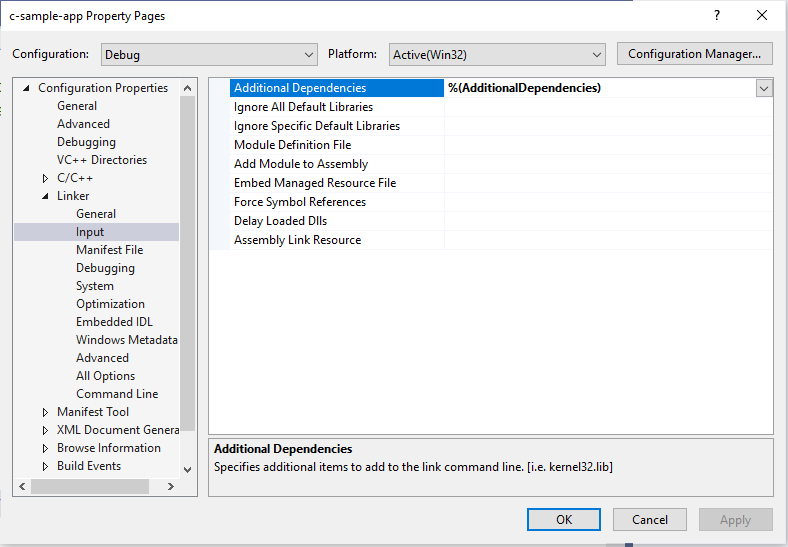 c-sample-app Property Pages
?
Configuration: Debug Platform: Active(Win32) Configuration Manager...
Configuration Properties
General
Advanced
Debugging
VC++ Directories
C/C++
Linker
General
Input
Manifest File
Debugging
System
Optimization
Embedded IDL
Windows Metadata
Advanced
All Options
Command Line
Manifest Tool
XML Document Genera
Browse Information
Build Events
Additional Dependencies %(AdditionalDependencies)
Ignore All Default Libraries
Ignore Specific Default Libraries
Module Definition File
Add Module to Assembly
Embed Managed Resource File
Force Symbol References
Delay Loaded Dlls
Assembly Link Resource
Additional Dependencies
Specifies additional items to add to the link command line. [i.e. kernel32.lib]
OK Cancel Apply